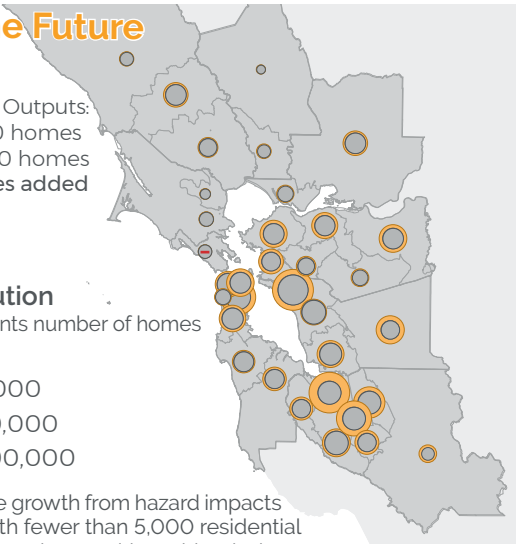 e Future
Outputs:
0 homes
0 homes
es added
ution
nts number of homes
000
0,000
00,000
e growth from hazard impacts
th fewer than 5,000 residential